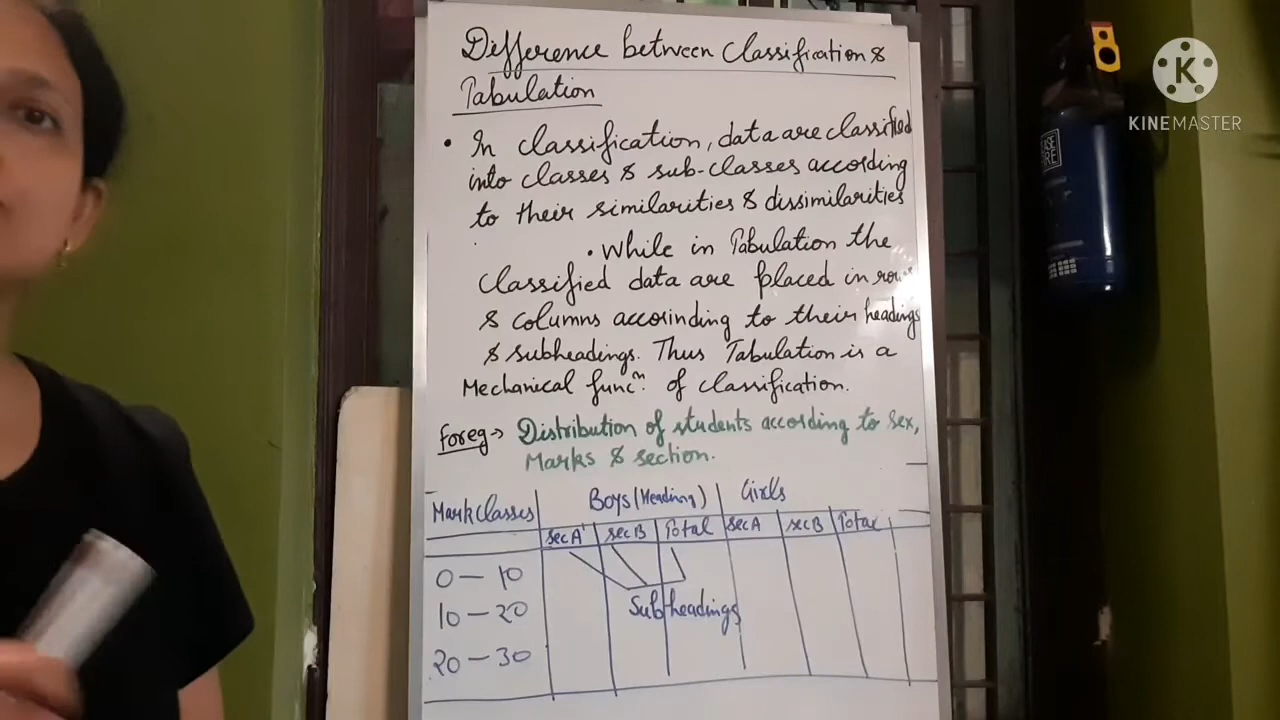 Difference between Classification &
Tabulation
• In classification, data are classified
into classes & sub-classes according
to their similarities & dissimilarities
• While in Tabulation the
Classified data are placed in rows
& columns accorinding to their headings
& subheadings. Thus Tabulation is a
Mechanical funcn. of classification.
Foreg→ Distribution of students according to sex,
Marks & section.
Mark Classes Boys (Heading) Girls
sec A sec B Total sec A sec B Total
0 - 10
10 - 20
20 - 30
Sub headings
K
KINEMASTER